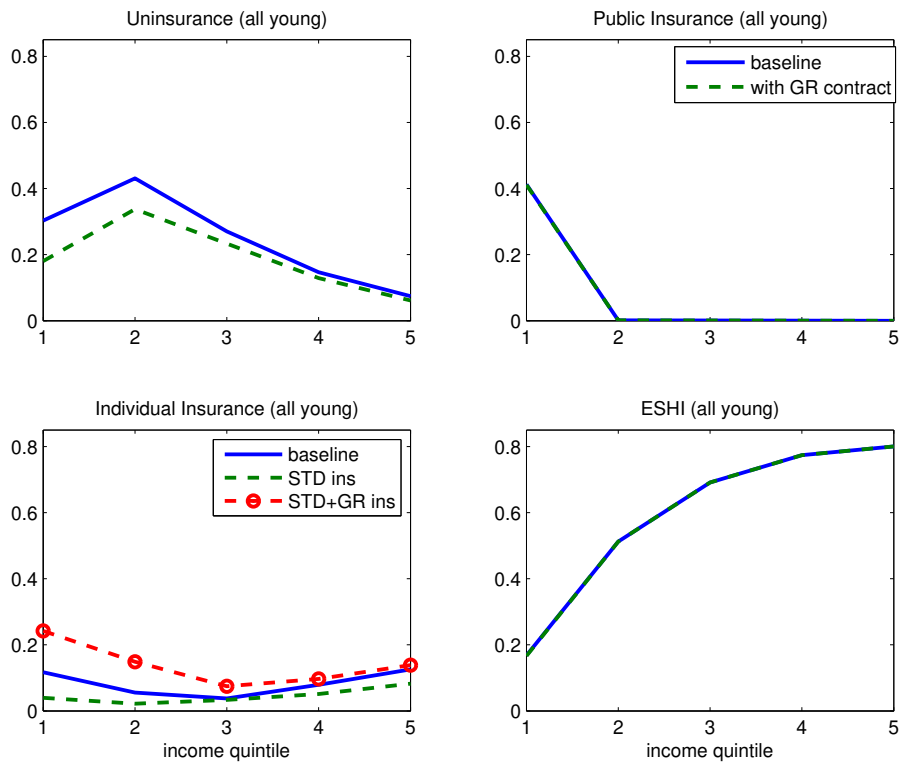 Uninsurance (all young)
0.8
0.6
0.4
0.2
0
1 2 3 4 5
Public Insurance (all young)
baseline
with GR contract
0.8
0.6
0.4
0.2
0
1 2 3 4 5
Individual Insurance (all young)
baseline
STD ins
STD+GR ins
0.8
0.6
0.4
0.2
0
1 2 3 4 5
income quintile
ESHI (all young)
0.8
0.6
0.4
0.2
0
1 2 3 4 5
income quintile